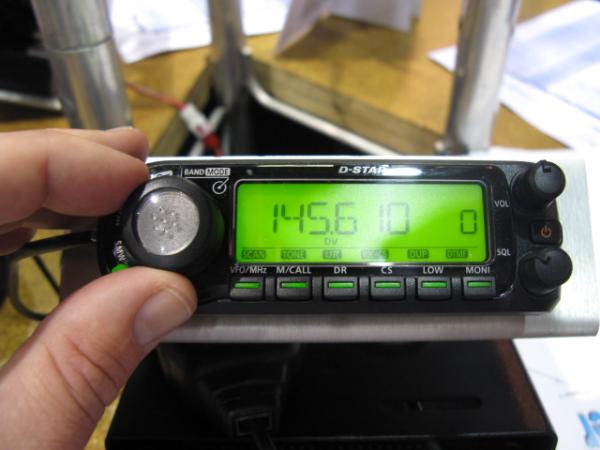 BAND MODE
D-STAR
145.610 0
DV
SCAN TONE DUP DTMF
VOL
SQL
S.MW
VFO/MHz M/CALL DR CS LOW MONI